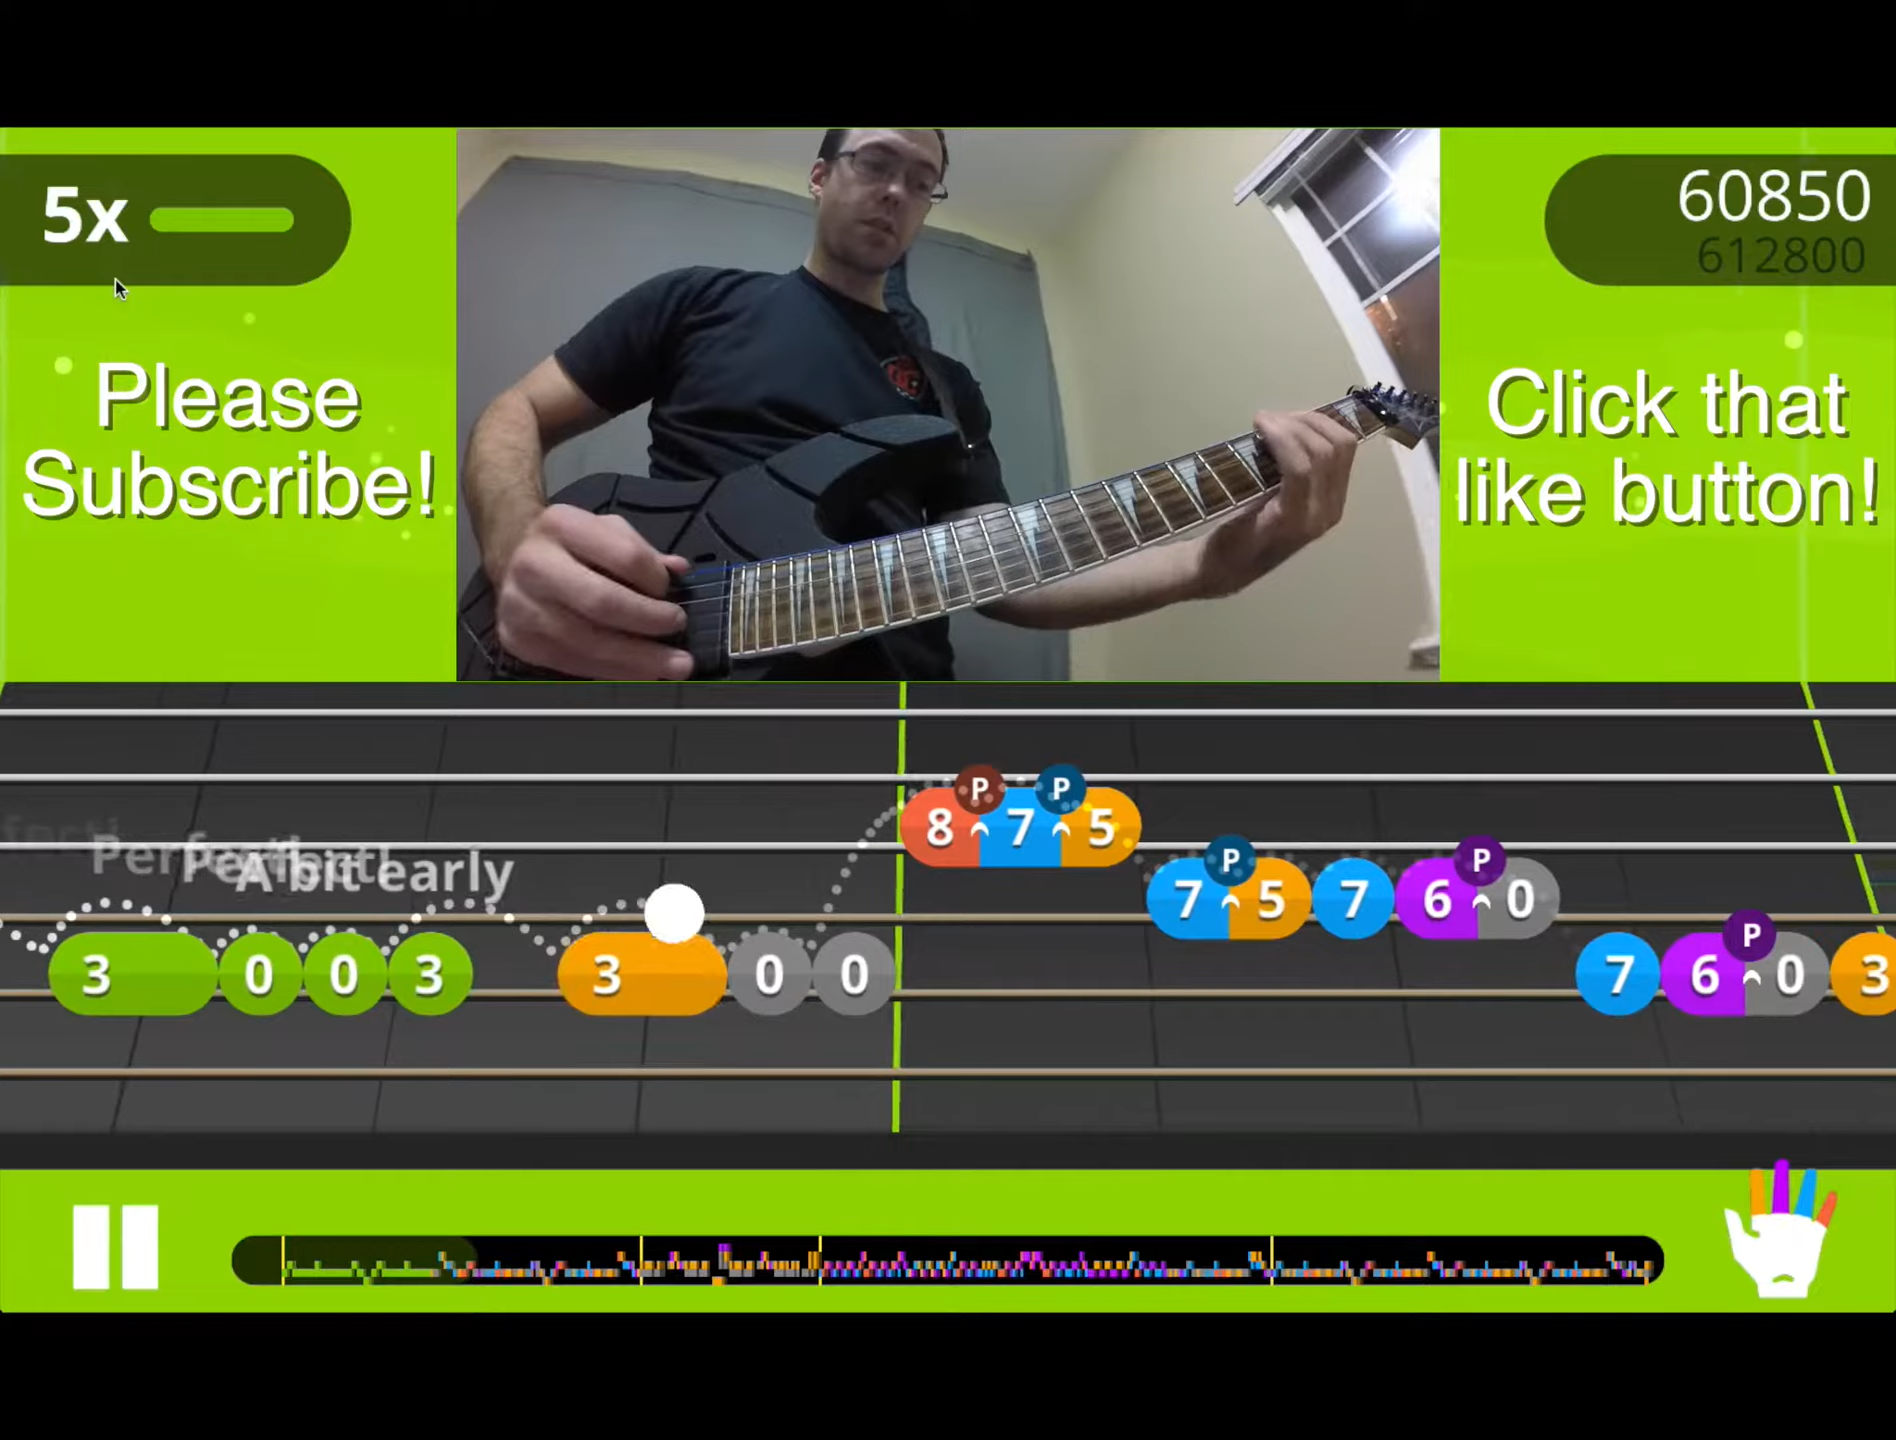 5x
60850
612800
Please
Subscribe!
Click that
like button!
P P
8 7 5
Perfect!
A bit early
P P
7 5 7 6 0
P
3 0 0 3 3 0 0 7 6 0 3